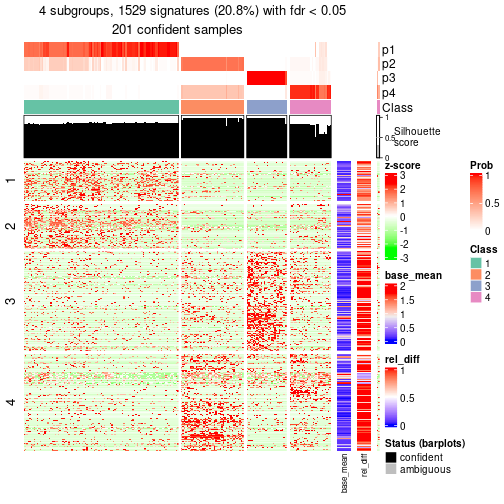 4 subgroups, 1529 signatures (20.8%) with fdr < 0.05
201 confident samples
p1
p2
p3
p4
Class
1
0.5
0
Silhouette
score
1
2
3
4
z-score
3
2
1
0
-1
-2
-3
base_mean
2
1.5
1
0.5
0
rel_diff
1
0.5
0
Status (barplots)
confident
ambiguous
Prob
1
0.5
0
Class
1
2
3
4
base_mean
rel_diff